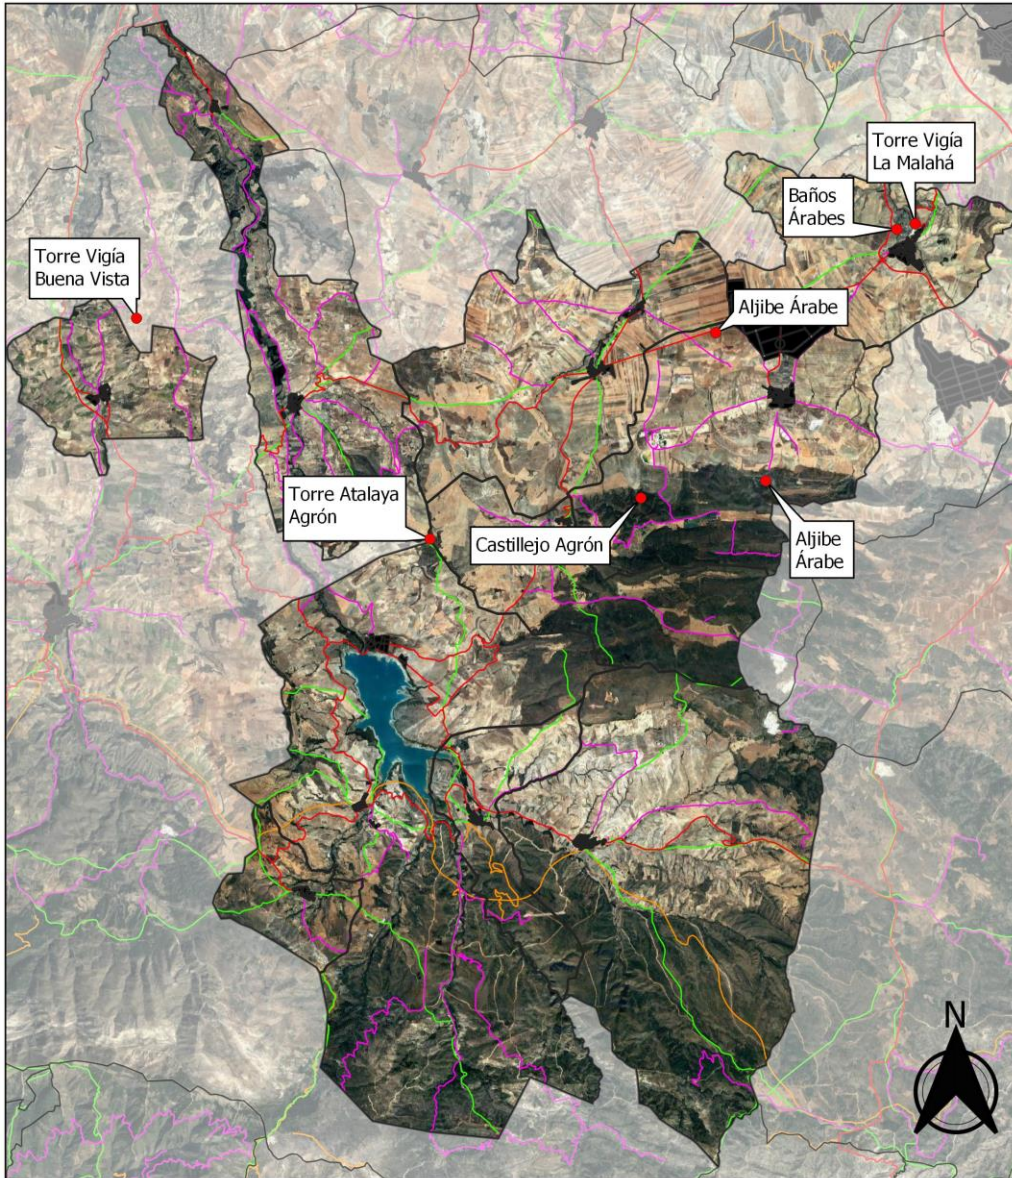 Torre Vigía
La Malahá
Baños
Árabes
Torre Vigía
Buena Vista
Aljibe Árabe
Torre Atalaya
Agrón
Castillejo Agrón
Aljibe
Árabe
N